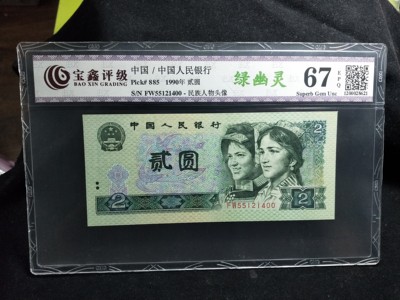 宝鑫评级
BAO XIN GRADING
中国 / 中国人民银行
Pick# 885 1990年 贰圆
S/N FW55121400 - 民族人物头像
绿幽灵
67
EPQ
Superb Gem Unc
中国人民银行
2
贰圆
FW55121400
2
2